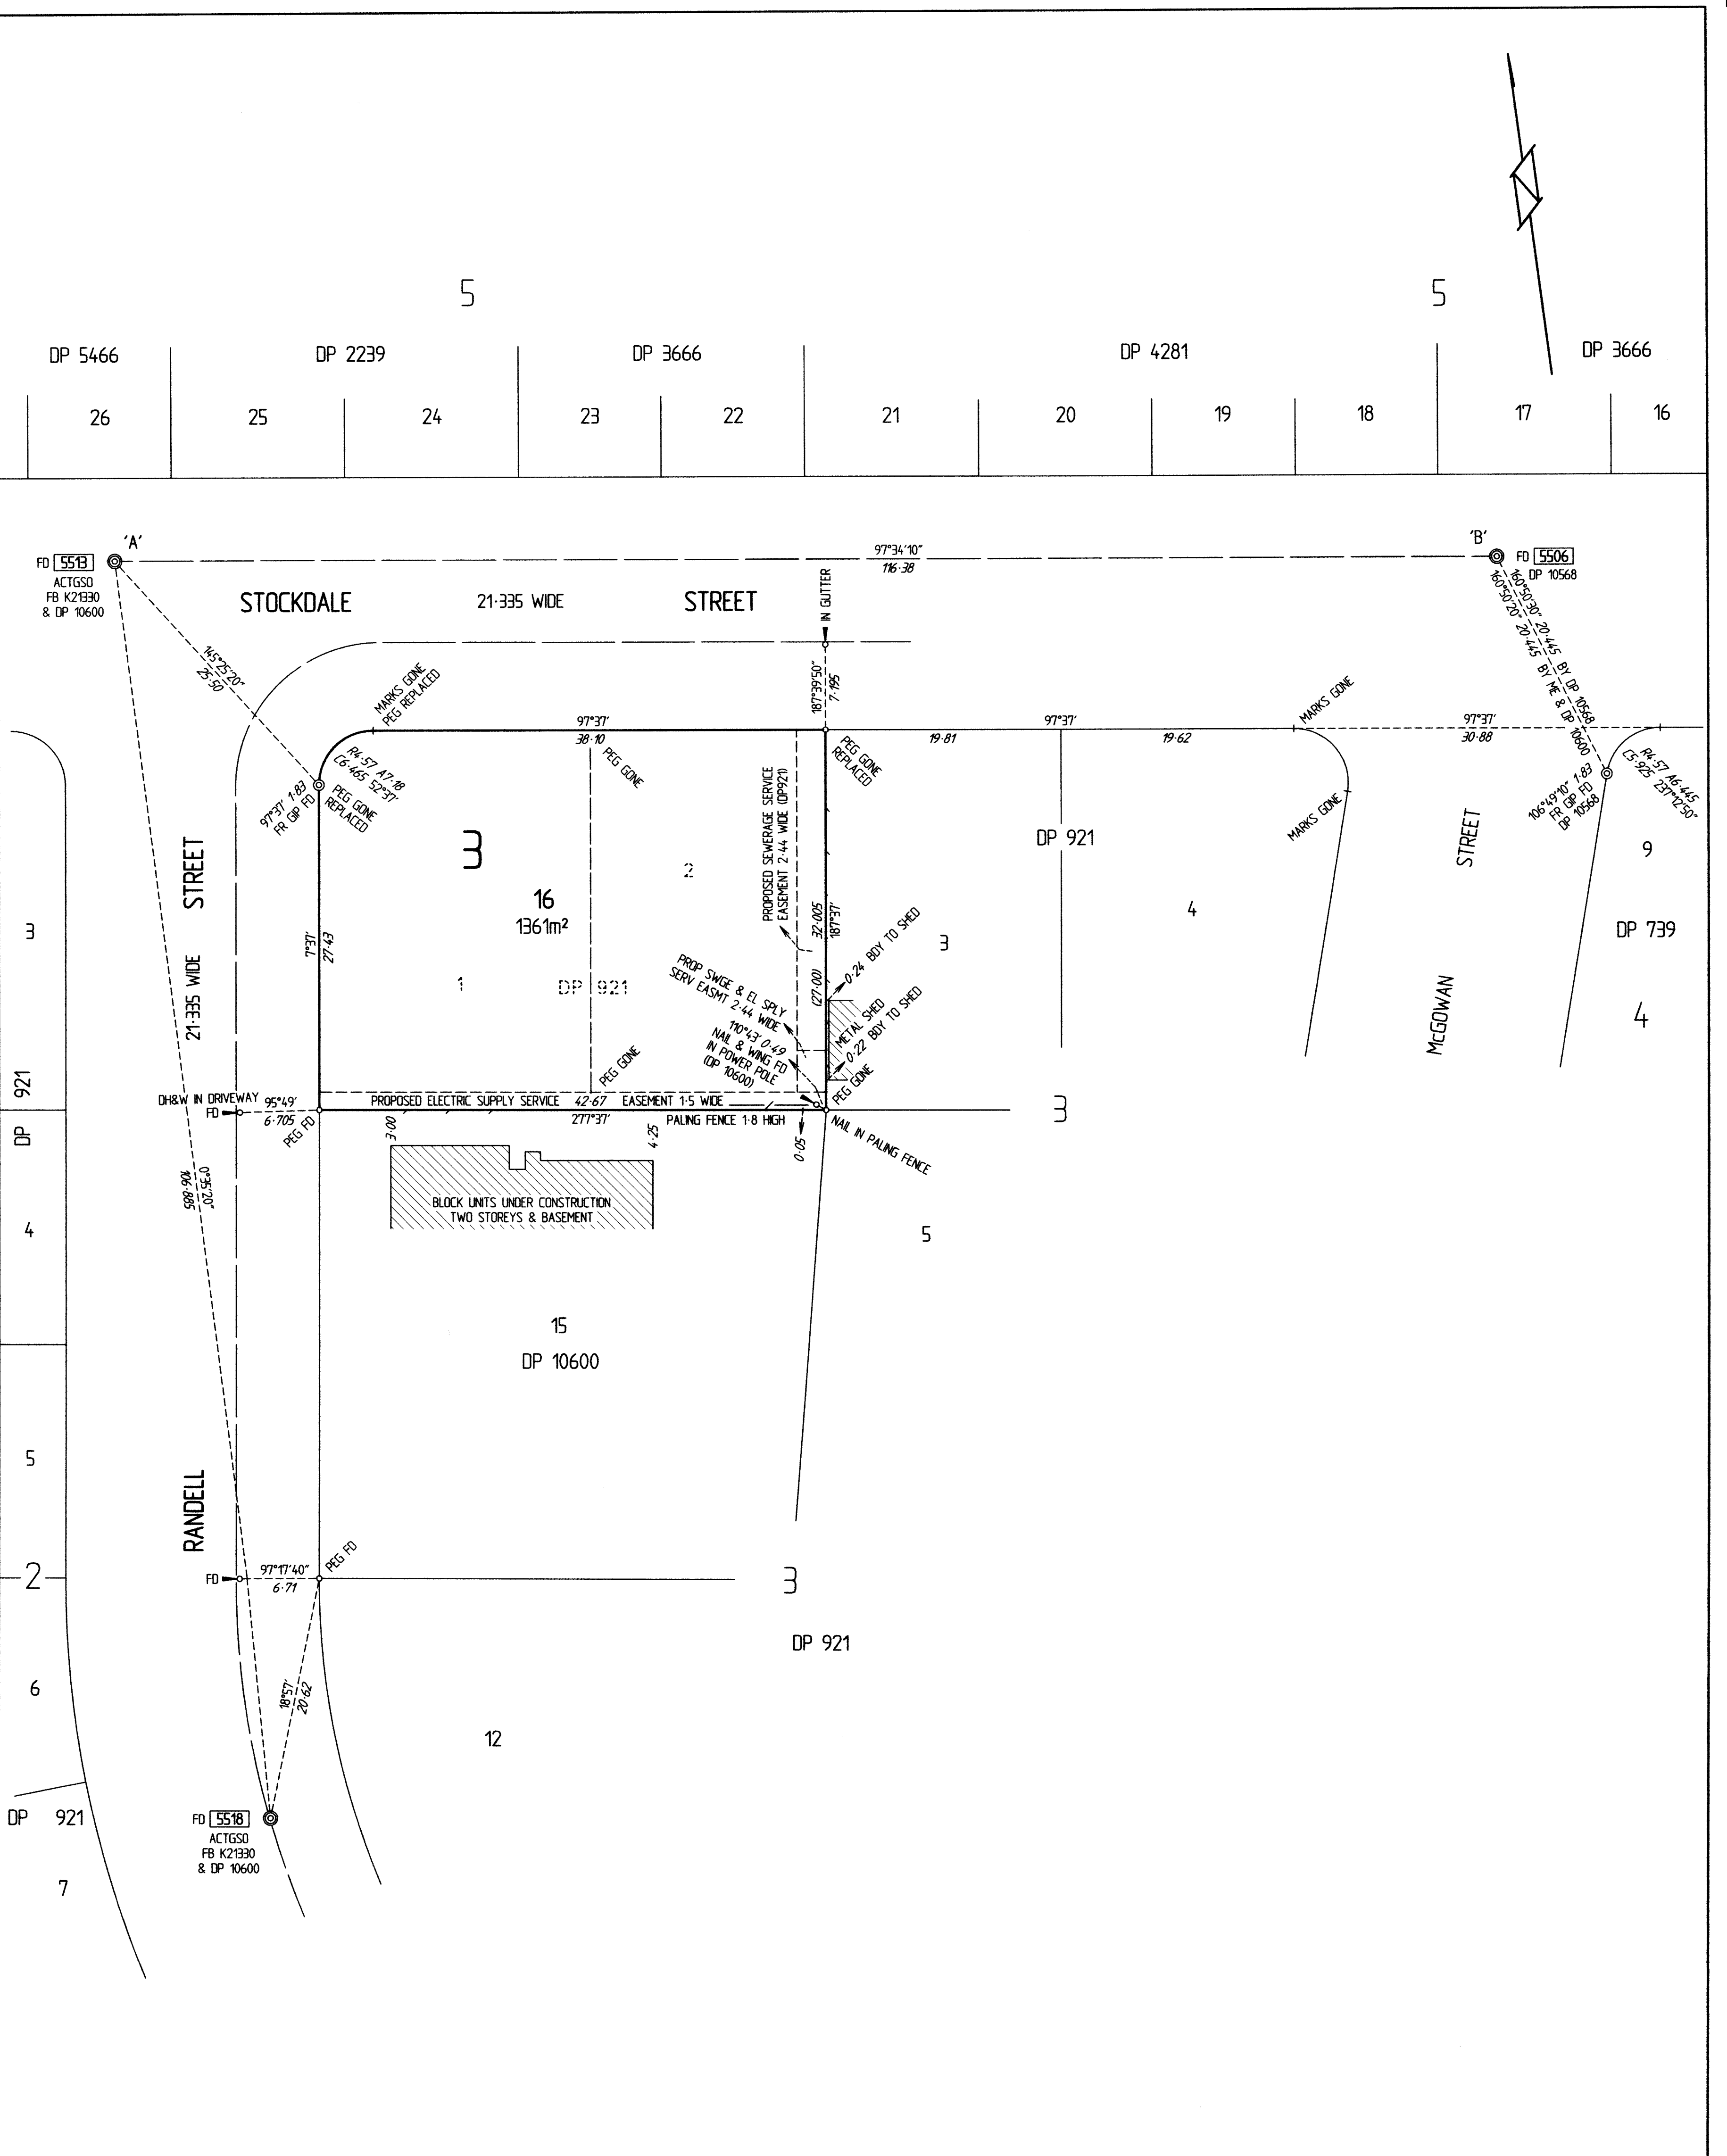 5
5
DP 5466
DP 2239
DP 3666
DP 4281
DP 3666
26
25
24
23
22
21
20
19
18
17
16
'A'
FD 5513
ACTGSO
FB K21330
& DP 10600
97°34'10"
116·38
'B'
FD 5506
DP 10568
STOCKDALE
21·335 WIDE
STREET
IN GUTTER
187°39'50"
7·195
160°50'30" 20·445 BY DP 10568
160°50'20" 20·445 BY ME & DP 10600
145°25'20"
25·50
MARKS GONE
PEG REPLACED
97°37'
38·10
PEG GONE
PEG GONE
REPLACED
97°37'
19·81
19·62
MARKS GONE
MARKS GONE
97°37'
30·88
R4·57 A6·445
C5·925 237°12'50"
106°49'10" 1·83
FR GIP FD
DP 10568
R4·57 A7·18
C6·465 52°37'
97°37' 1·83
FR GIP FD
PEG GONE
REPLACED
PROPOSED SEWERAGE SERVICE
EASEMENT 2·44 WIDE (DP921)
STREET
21·335 WIDE
RANDELL
3
2
16
1361m²
1
DP 921
7°37'
27·43
32·005
187°37'
(27·00)
3
DP 921
4
STREET
McGOWAN
9
DP 739
4
3
DP 921
PROP SWGE & EL SPLY
SERV EASMT 2·44 WIDE
110°43' 0·49
NAIL & WING FD
IN POWER POLE
(DP 10600)
0·24 BDY TO SHED
METAL SHED
0·22 BDY TO SHED
PEG GONE
PEG GONE
DH&W IN DRIVEWAY
FD
95°49'
6·705
PEG FD
PROPOSED ELECTRIC SUPPLY SERVICE 42·67 EASEMENT 1·5 WIDE
277°37'
PALING FENCE 1·8 HIGH
NAIL IN PALING FENCE
3·00
4·25
0·05
3
BLOCK UNITS UNDER CONSTRUCTION
TWO STOREYS & BASEMENT
0°35'20"
106·885
4
5
15
DP 10600
5
2
FD
97°17'40"
6·71
PEG FD
3
DP 921
6
18°57'
20·62
12
DP 921
FD 5518
ACTGSO
FB K21330
& DP 10600
7